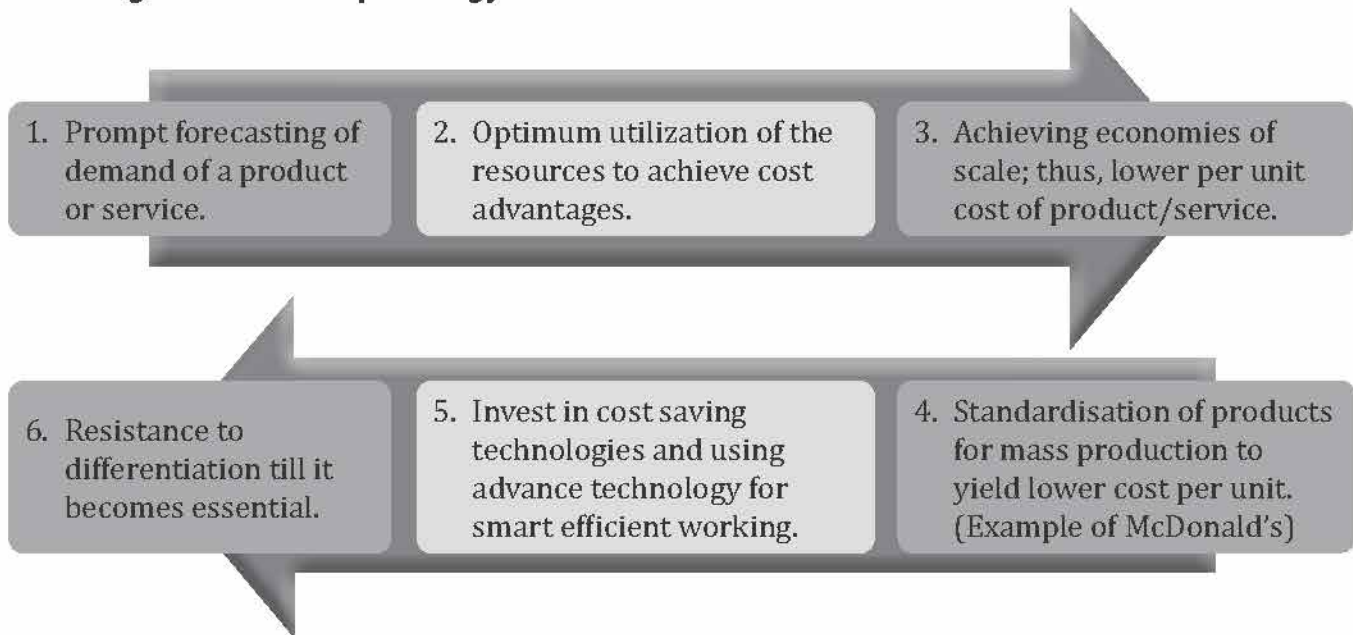 1. Prompt forecasting of
demand of a product
or service.
2. Optimum utilization of the
resources to achieve cost
advantages.
3. Achieving economies of
scale; thus, lower per unit
cost of product/service.
4. Standardisation of products
for mass production to
yield lower cost per unit.
(Example of McDonald's)
5. Invest in cost saving
technologies and using
advance technology for
smart efficient working.
6. Resistance to
differentiation till it
becomes essential.